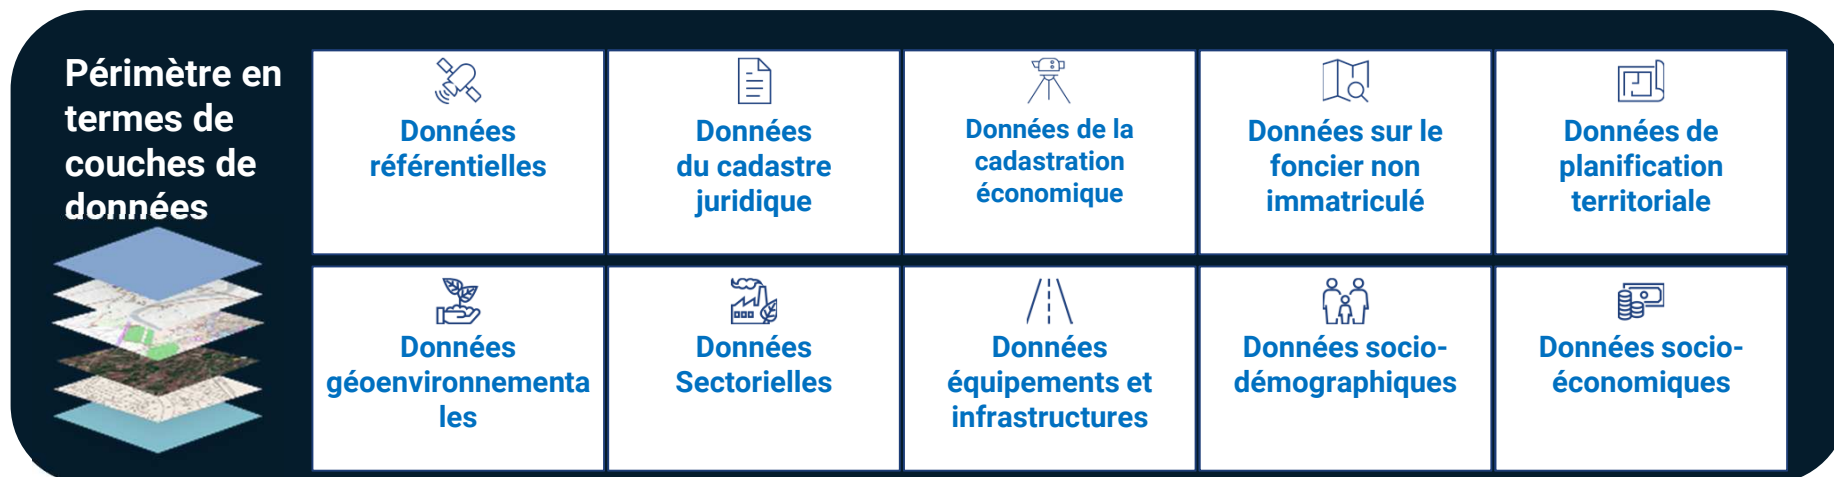 Périmètre en
termes de
couches de
données
Données
référentielles
Données
du cadastre
juridique
Données de la
cadastration
économique
Données sur le
foncier non
immatriculé
Données de
planification
territoriale
Données
géoenvironnementa
les
Données
Sectorielles
Données
équipements et
infrastructures
Données socio-
démographiques
Données socio-
économiques